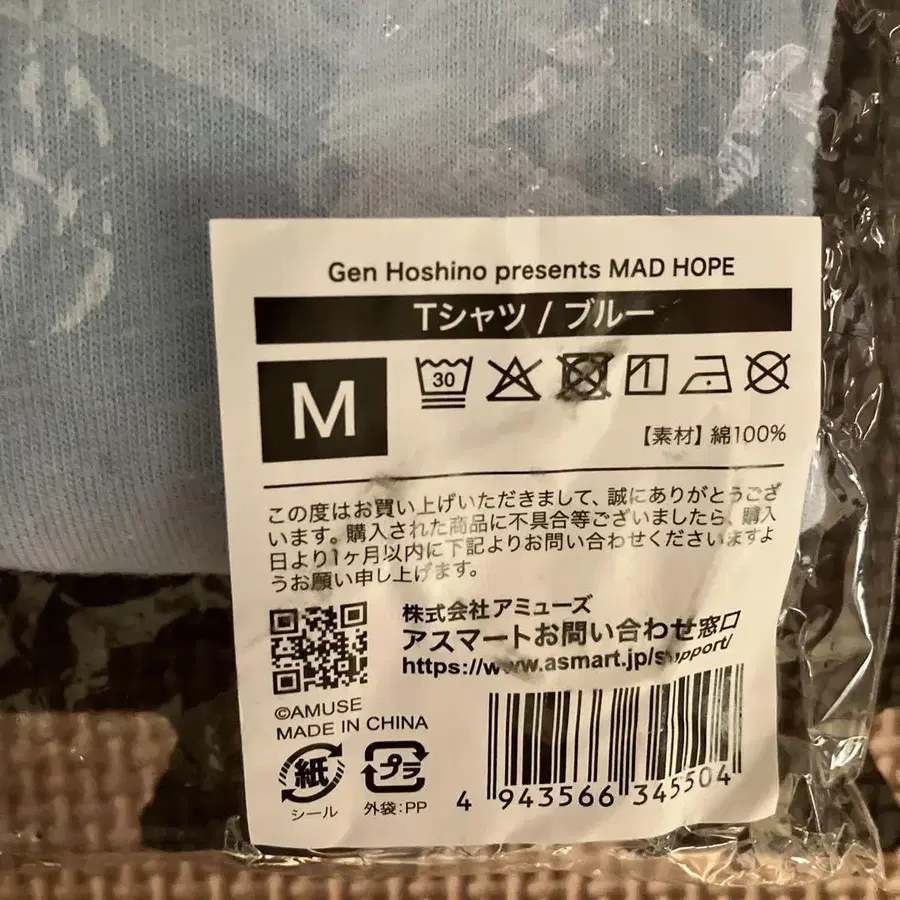 Gen Hoshino presents MAD HOPE
Tシャツ / ブルー
M
30
【素材】綿100%
この度はお買い上げいただきまして、誠にありがとうござ
います。購入された商品に不具合等ございましたら、購入
日より1ヶ月以内に下記よりお問い合わせくださいますよ
うお願い申し上げます。
株式会社アミューズ
アスマートお問い合わせ窓口
https://www.asmart.jp/support/
©AMUSE
MADE IN CHINA
紙
シール
プラ
外袋:PP
4 943566 345504